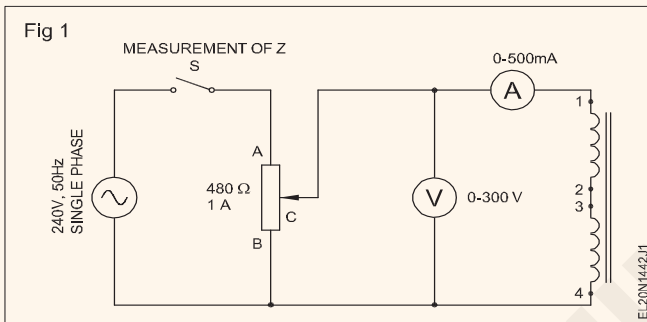 Fig 1
MEASUREMENT OF Z
S
0-500mA
A
1
A
240V, 50Hz
SINGLE PHASE
480 Ω
1 A
C
B
V
0-300 V
2
3
4
EL20N1442J1